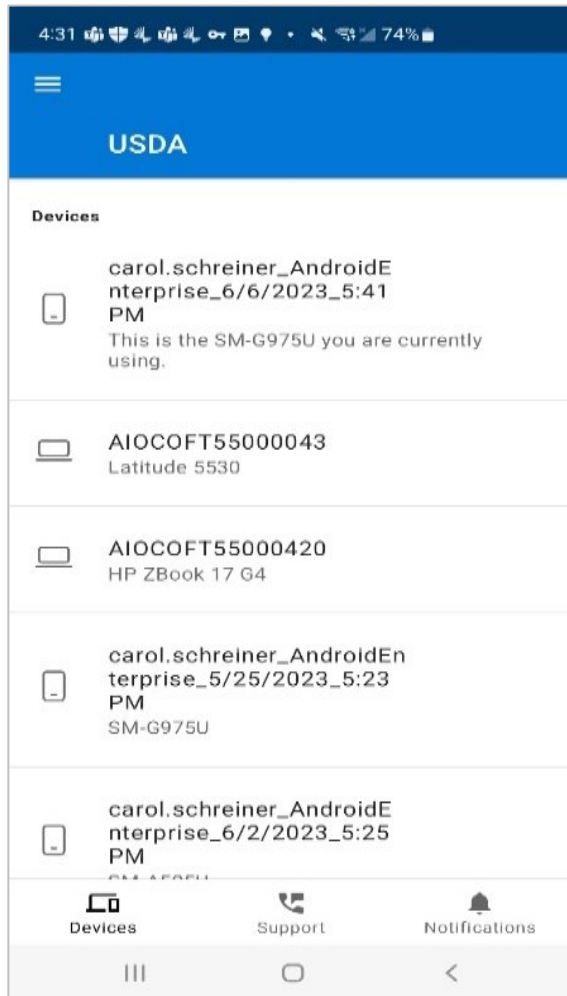 4:31 74%
USDA
Devices
carol.schreiner_AndroidE
nterprise_6/6/2023_5:41
PM
This is the SM-G975U you are currently
using.
AIOCOFT55000043
Latitude 5530
AIOCOFT55000420
HP ZBook 17 G4
carol.schreiner_AndroidEn
terprise_5/25/2023_5:23
PM
SM-G975U
carol.schreiner_AndroidE
nterprise_6/2/2023_5:25
PM
Devices Support Notifications